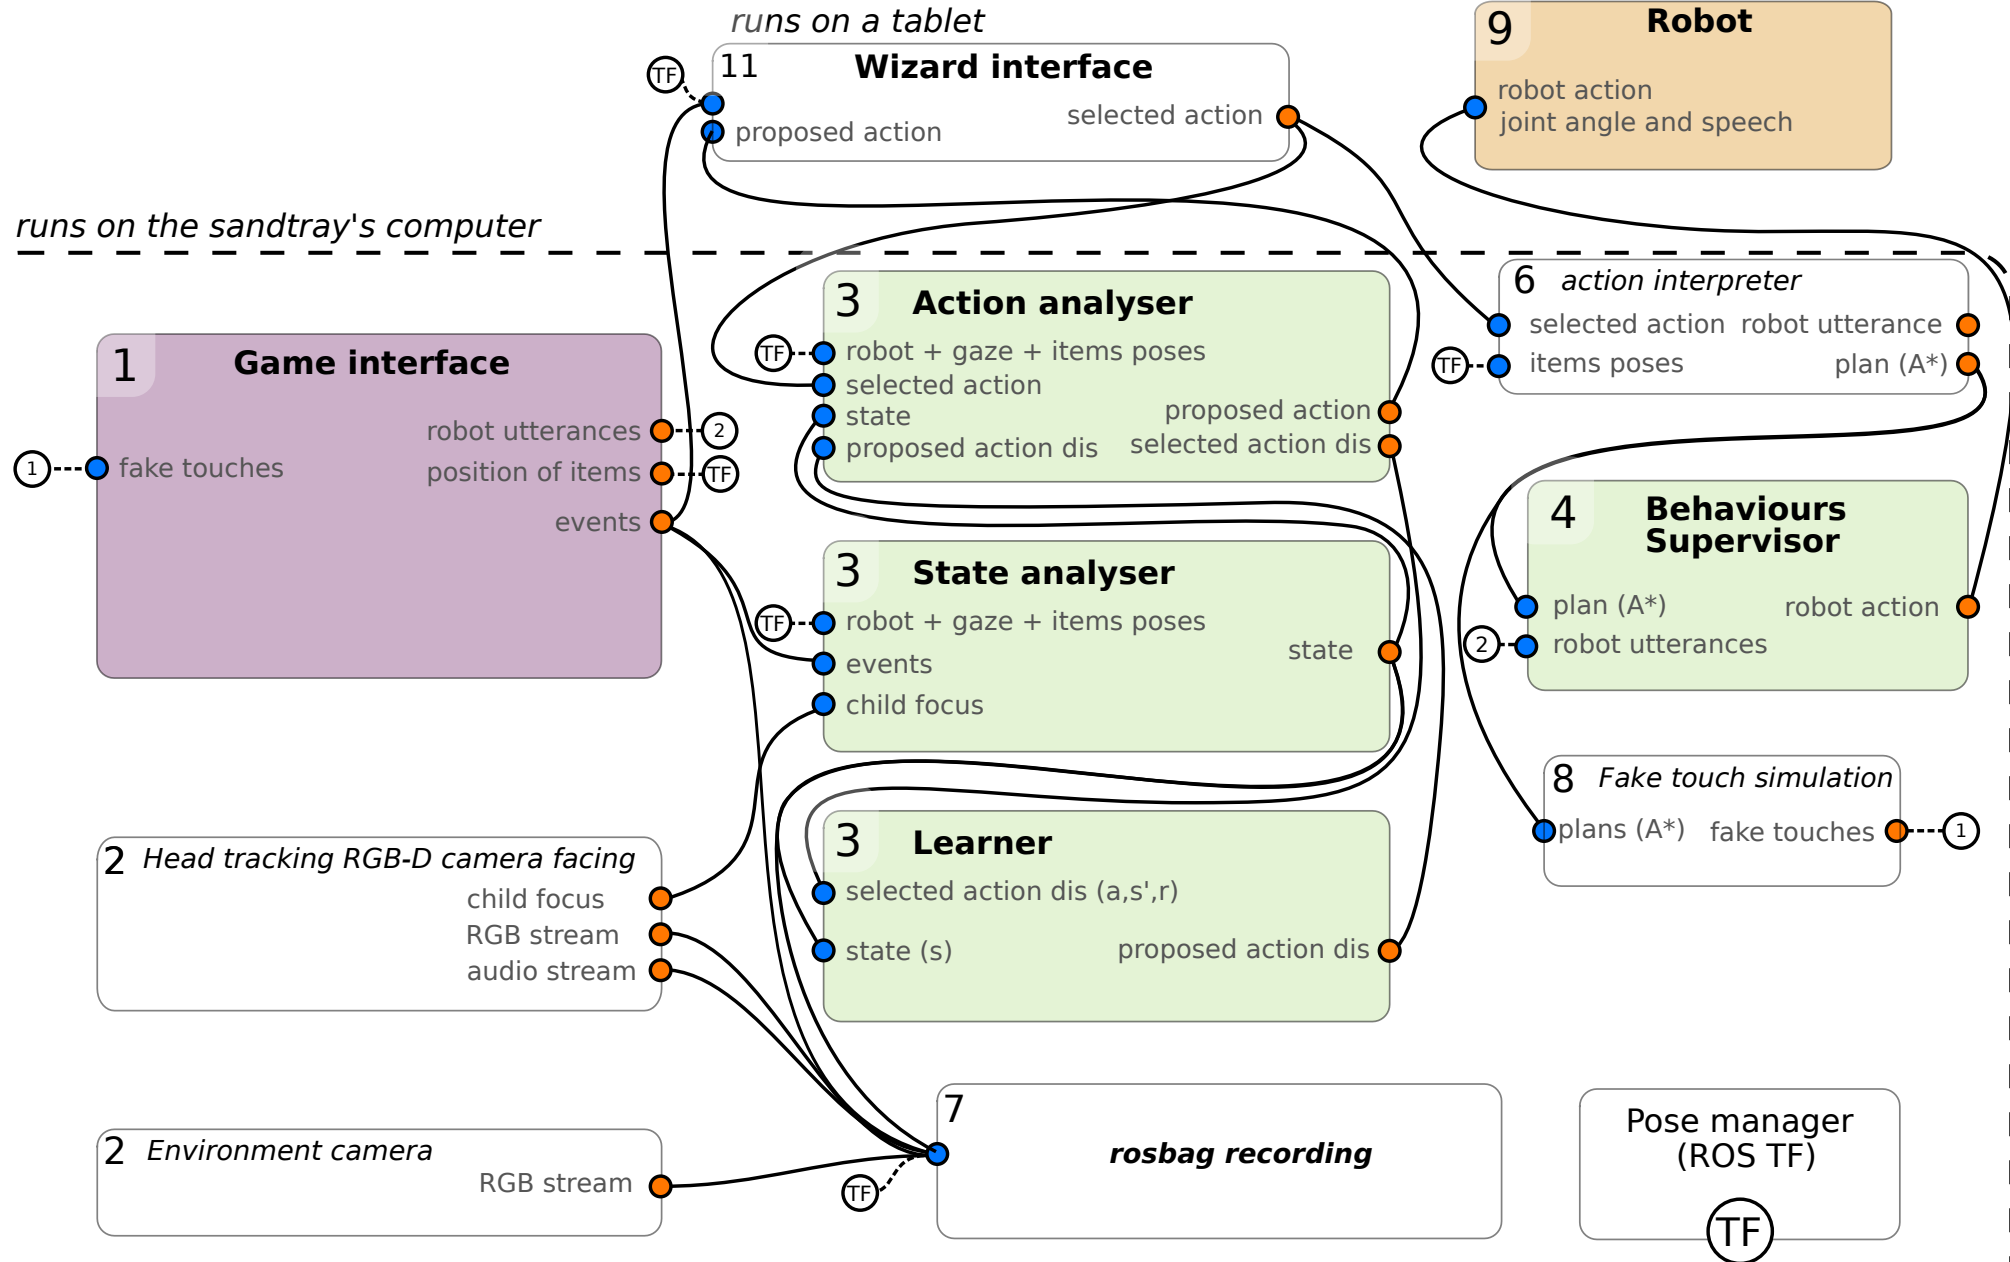 runs on a tablet
11
Wizard interface
TF
proposed action
selected action
9
Robot
robot action
joint angle and speech
runs on the sandtray's computer
1
Game interface
robot utterances
2
1
fake touches
position of items
TF
events
3
Action analyser
TF
robot + gaze + items poses
selected action
state
proposed action dis
proposed action
selected action dis
6
action interpreter
selected action
robot utterance
TF
items poses
plan (A*)
3
State analyser
TF
robot + gaze + items poses
events
child focus
state
4
Behaviours
Supervisor
plan (A*)
robot action
2
robot utterances
8
Fake touch simulation
plans (A*)
fake touches
1
2
Head tracking RGB-D camera facing
child focus
RGB stream
audio stream
3
Learner
selected action dis (a,s',r)
state (s)
proposed action dis
2
Environment camera
RGB stream
7
rosbag recording
TF
Pose manager
(ROS TF)
TF